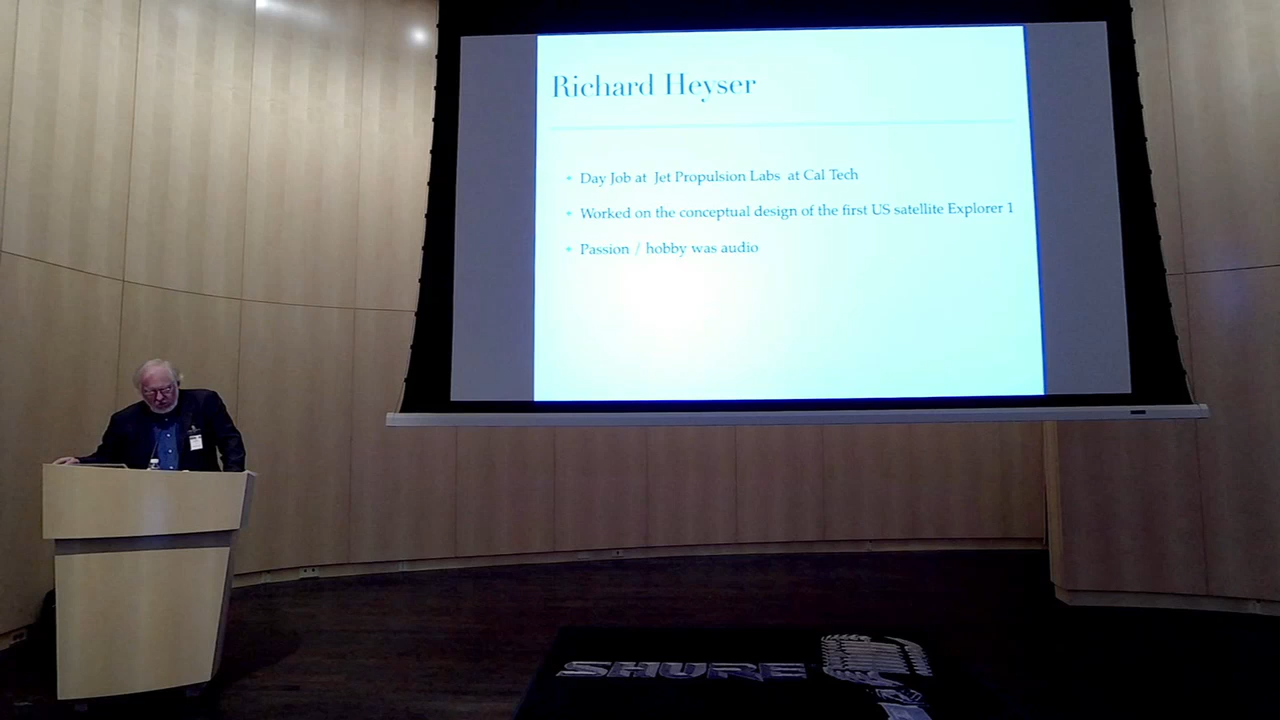 Richard Heyser
Day Job at Jet Propulsion Labs at Cal Tech
Worked on the conceptual design of the first US satellite Explorer 1
Passion / hobby was audio
SHURE